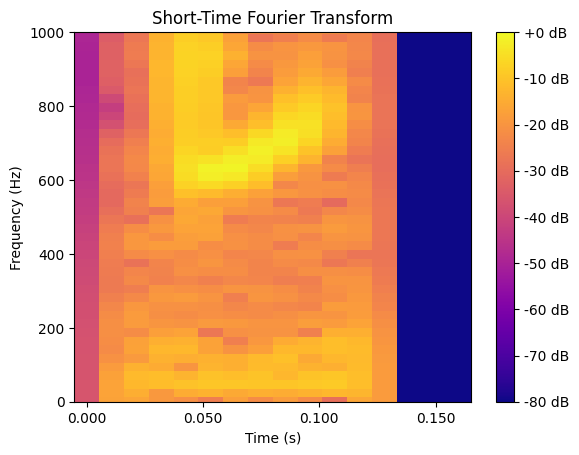 Short-Time Fourier Transform
1000
800
600
400
200
0
Frequency (Hz)
0.000
0.050
0.100
0.150
Time (s)
+0 dB
-10 dB
-20 dB
-30 dB
-40 dB
-50 dB
-60 dB
-70 dB
-80 dB